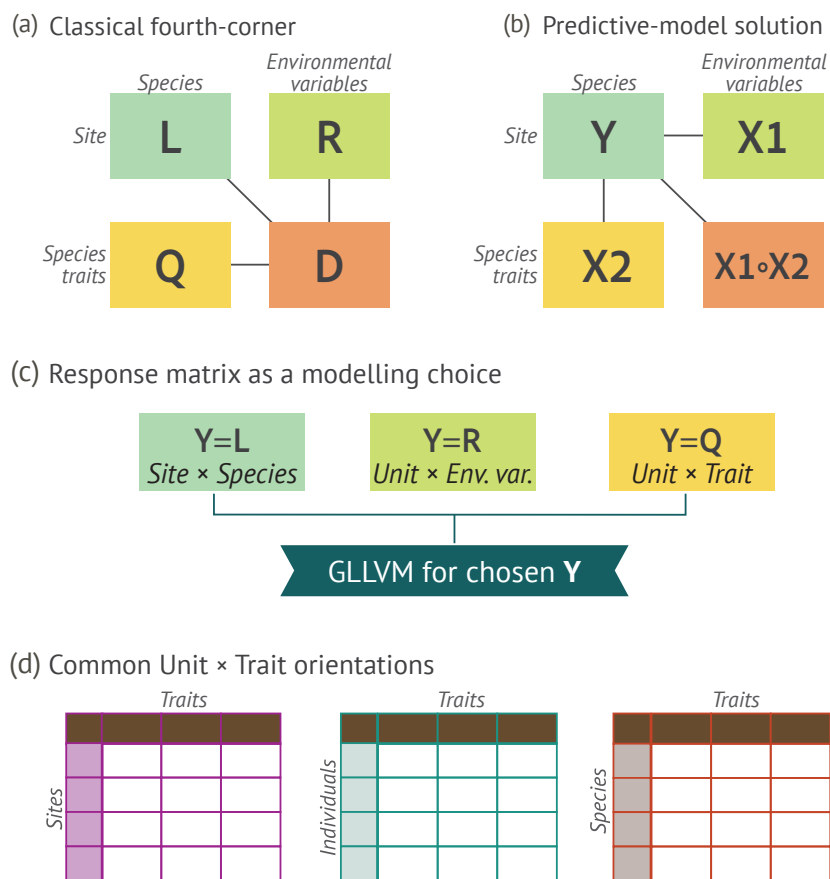 (a) Classical fourth-corner
Species
Environmental
variables
Site
L
R
Species
traits
Q
D
(b) Predictive-model solution
Species
Environmental
variables
Site
Y
X1
Species
traits
X2
X1∘X2
(c) Response matrix as a modelling choice
Y=L
Site × Species
Y=R
Unit × Env. var.
Y=Q
Unit × Trait
GLLVM for chosen Y
(d) Common Unit × Trait orientations
Traits
Sites
Traits
Individuals
Traits
Species